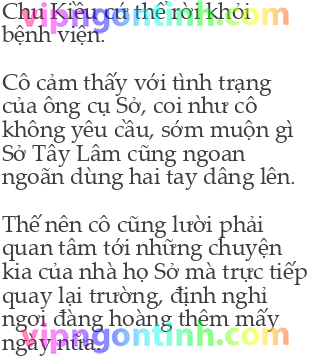 Chu Kiều cứ thế rời khỏi
bệnh viện.
Cô cảm thấy với tình trạng
của ông cụ Sở, coi như cô
không yêu cầu, sớm muộn gì
Sở Tây Lâm cũng ngoan
ngoãn dùng hai tay dâng lên.
Thế nên cô cũng lười phải
quan tâm tới những chuyện
kia của nhà họ Sở mà trực tiếp
quay lại trường, định nghỉ
ngơi đàng hoàng thêm mấy
ngày nữa.
vipngontinh.com
vipngontinh.com